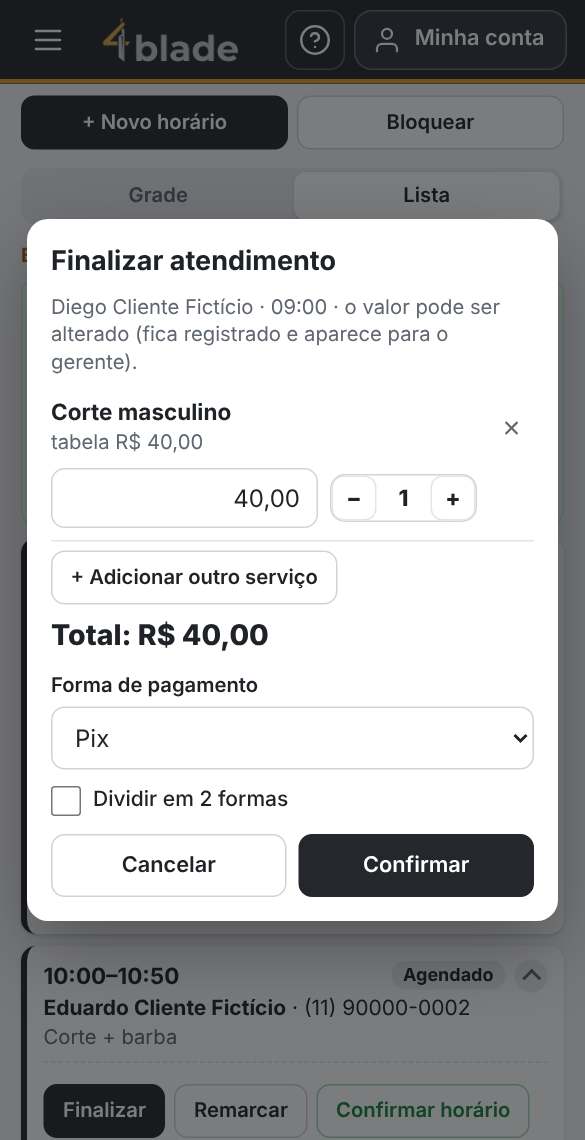 4blade
Minha conta
+ Novo horário
Bloquear
Grade
Lista
Finalizar atendimento
Diego Cliente Fictício · 09:00 · o valor pode ser
alterado (fica registrado e aparece para o
gerente).
Corte masculino
tabela R$ 40,00
40,00
− 1 +
+ Adicionar outro serviço
Total: R$ 40,00
Forma de pagamento
Pix
Dividir em 2 formas
Cancelar
Confirmar
10:00–10:50
Agendado
Eduardo Cliente Fictício · (11) 90000-0002
Corte + barba
Finalizar
Remarcar
Confirmar horário